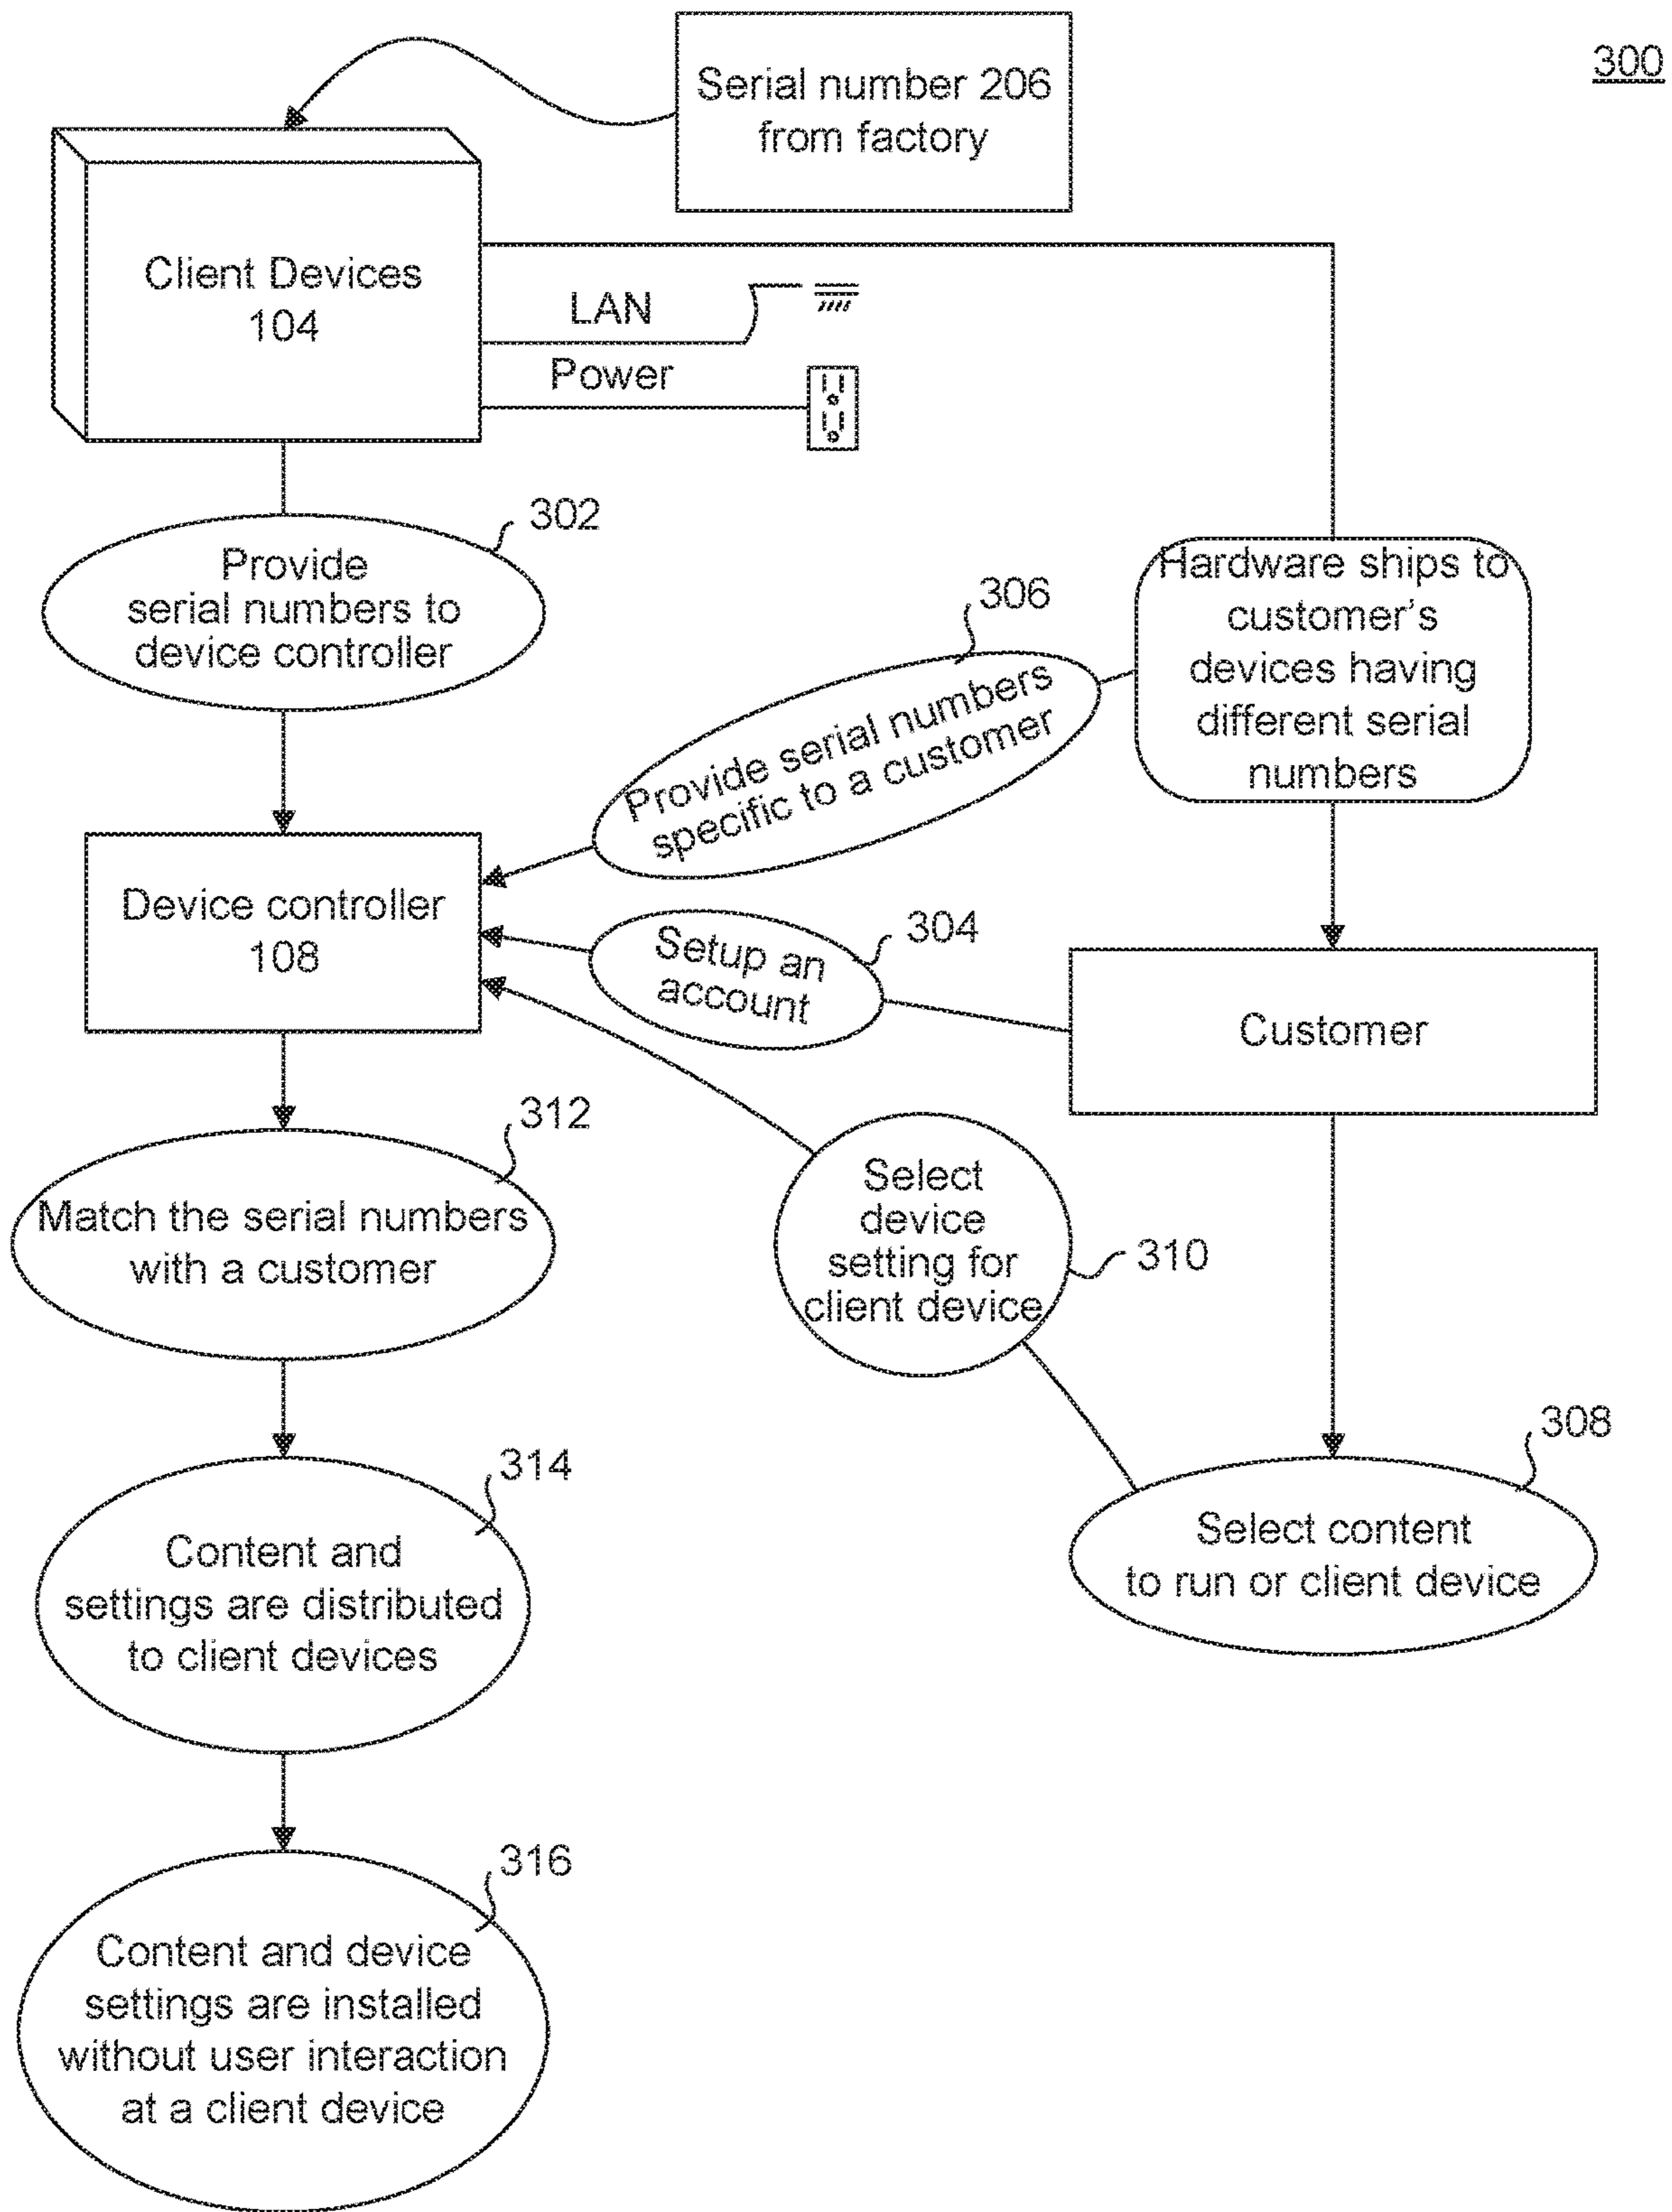 300
Serial number 206
from factory
Client Devices
104
LAN
Power
302
Provide
serial numbers to
device controller
306
Provide serial numbers
specific to a customer
Hardware ships to
customer's
devices having
different serial
numbers
Device controller
108
304
Setup an
account
Customer
312
Match the serial numbers
with a customer
Select
device
setting for
client device
310
308
Select content
to run or client device
314
Content and
settings are distributed
to client devices
316
Content and device
settings are installed
without user interaction
at a client device